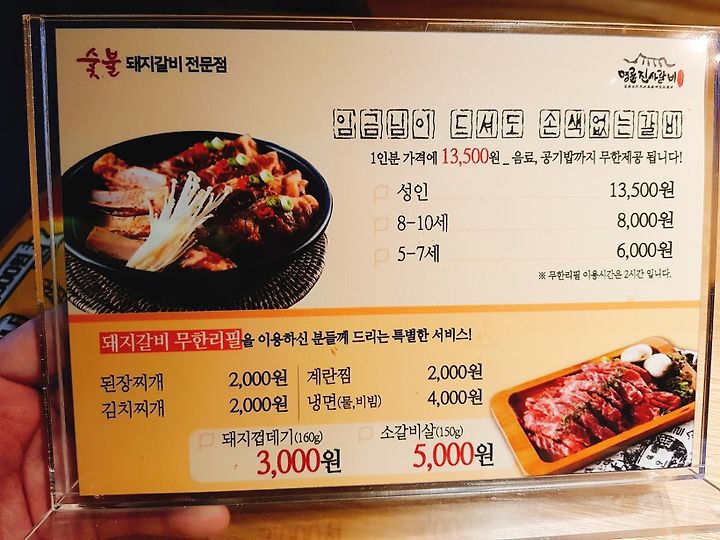 숯불 돼지갈비 전문점
명륜진사갈비
임금님이 드셔도 손색없는갈비
1인분 가격에 13,500원_음료, 공기밥까지 무한제공 됩니다!
성인 13,500원
8-10세 8,000원
5-7세 6,000원
※ 무한리필 이용시간은 2시간 입니다.
돼지갈비 무한리필을 이용하신 분들께 드리는 특별한 서비스!
된장찌개 2,000원 계란찜 2,000원
김치찌개 2,000원 냉면(물,비빔) 4,000원
돼지껍데기(160g) 소갈비살(150g)
3,000원 5,000원